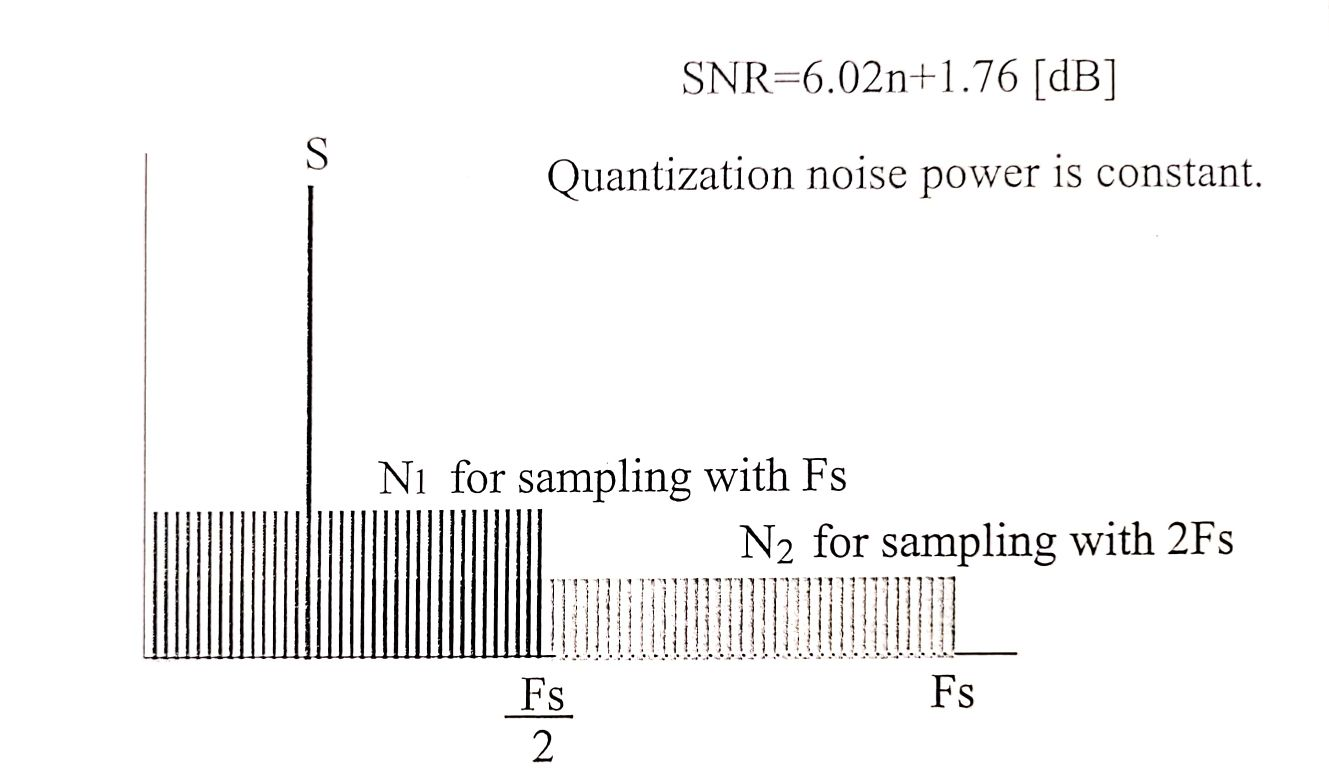 SNR=6.02n+1.76 [dB]
S
Quantization noise power is constant.
N1 for sampling with Fs
N2 for sampling with 2Fs
Fs
2
Fs